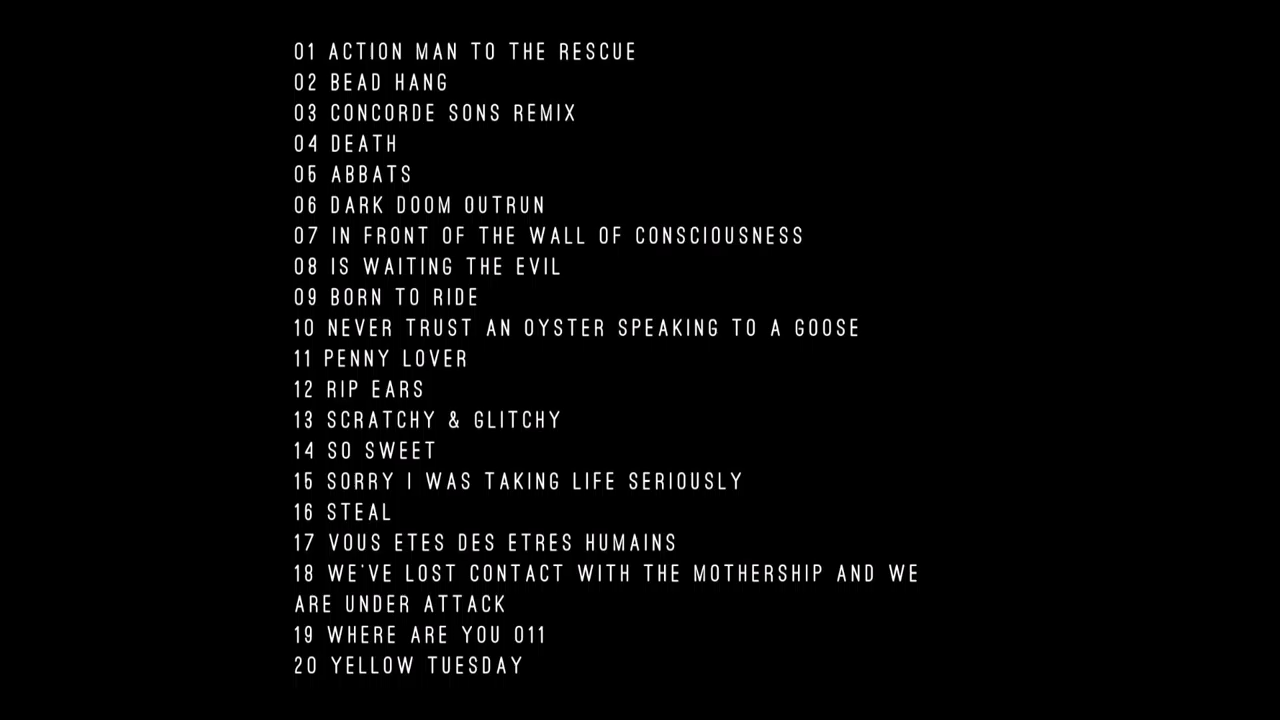 01 ACTION MAN TO THE RESCUE
02 BEAD HANG
03 CONCORDE SONS REMIX
04 DEATH
05 ABBATS
06 DARK DOOM OUTRUN
07 IN FRONT OF THE WALL OF CONSCIOUSNESS
08 IS WAITING THE EVIL
09 BORN TO RIDE
10 NEVER TRUST AN OYSTER SPEAKING TO A GOOSE
11 PENNY LOVER
12 RIP EARS
13 SCRATCHY & GLITCHY
14 SO SWEET
15 SORRY I WAS TAKING LIFE SERIOUSLY
16 STEAL
17 VOUS ETES DES ETRES HUMAINS
18 WE'VE LOST CONTACT WITH THE MOTHERSHIP AND WE
ARE UNDER ATTACK
19 WHERE ARE YOU 011
20 YELLOW TUESDAY